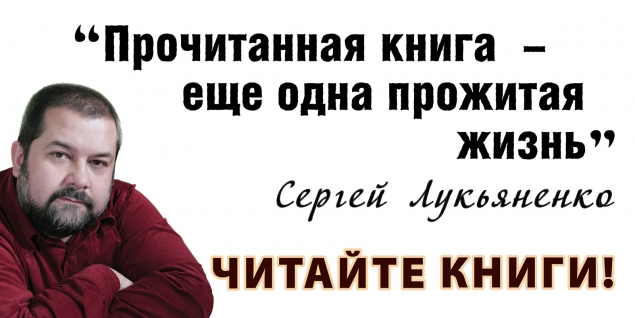 “Прочитанная книга –
еще одна прожитая
жизнь”
Сергей Лукьяненко
ЧИТАЙТЕ КНИГИ!